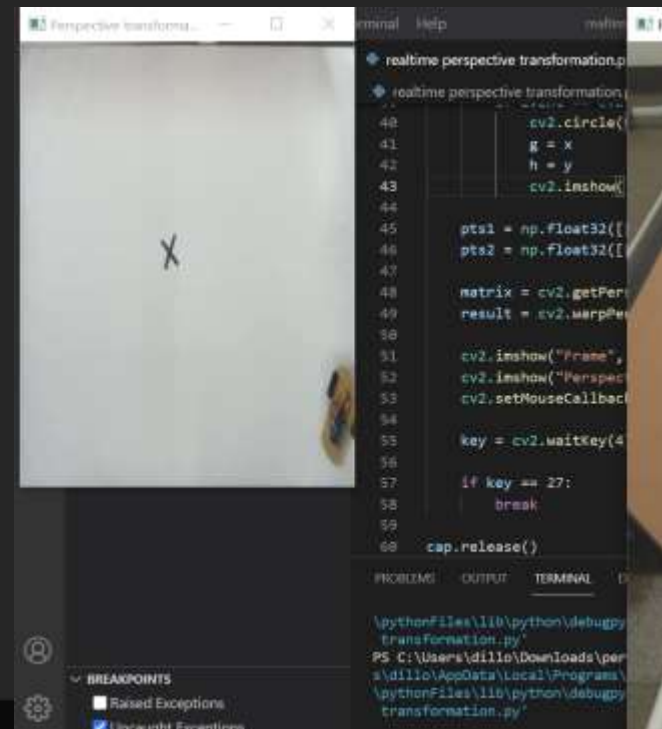 Perspective transforma...
X
Help
realtime perspective transformation.p
realtime perspective transformation.
40 cv2.circle(
41 g = x
42 h = y
43 cv2.imshow(
44
45 pts1 = np.float32([
46 pts2 = np.float32([
47
48 matrix = cv2.getPer
49 result = cv2.warpPe
50
51 cv2.imshow("Frame",
52 cv2.imshow("Perspec
53 cv2.setMouseCallbac
54
55 key = cv2.waitKey(4
56
57 if key == 27:
58 break
59
60 cap.release()
PROBLEMS OUTPUT TERMINAL
\pythonFiles\lib\python\debugpy
transformation.py'
PS C:\Users\dillo\Downloads\per
s\dillo\AppData\Local\Programs\
\pythonFiles\lib\python\debugpy
transformation.py'
BREAKPOINTS
Raised Exceptions
Uncaught Exceptions